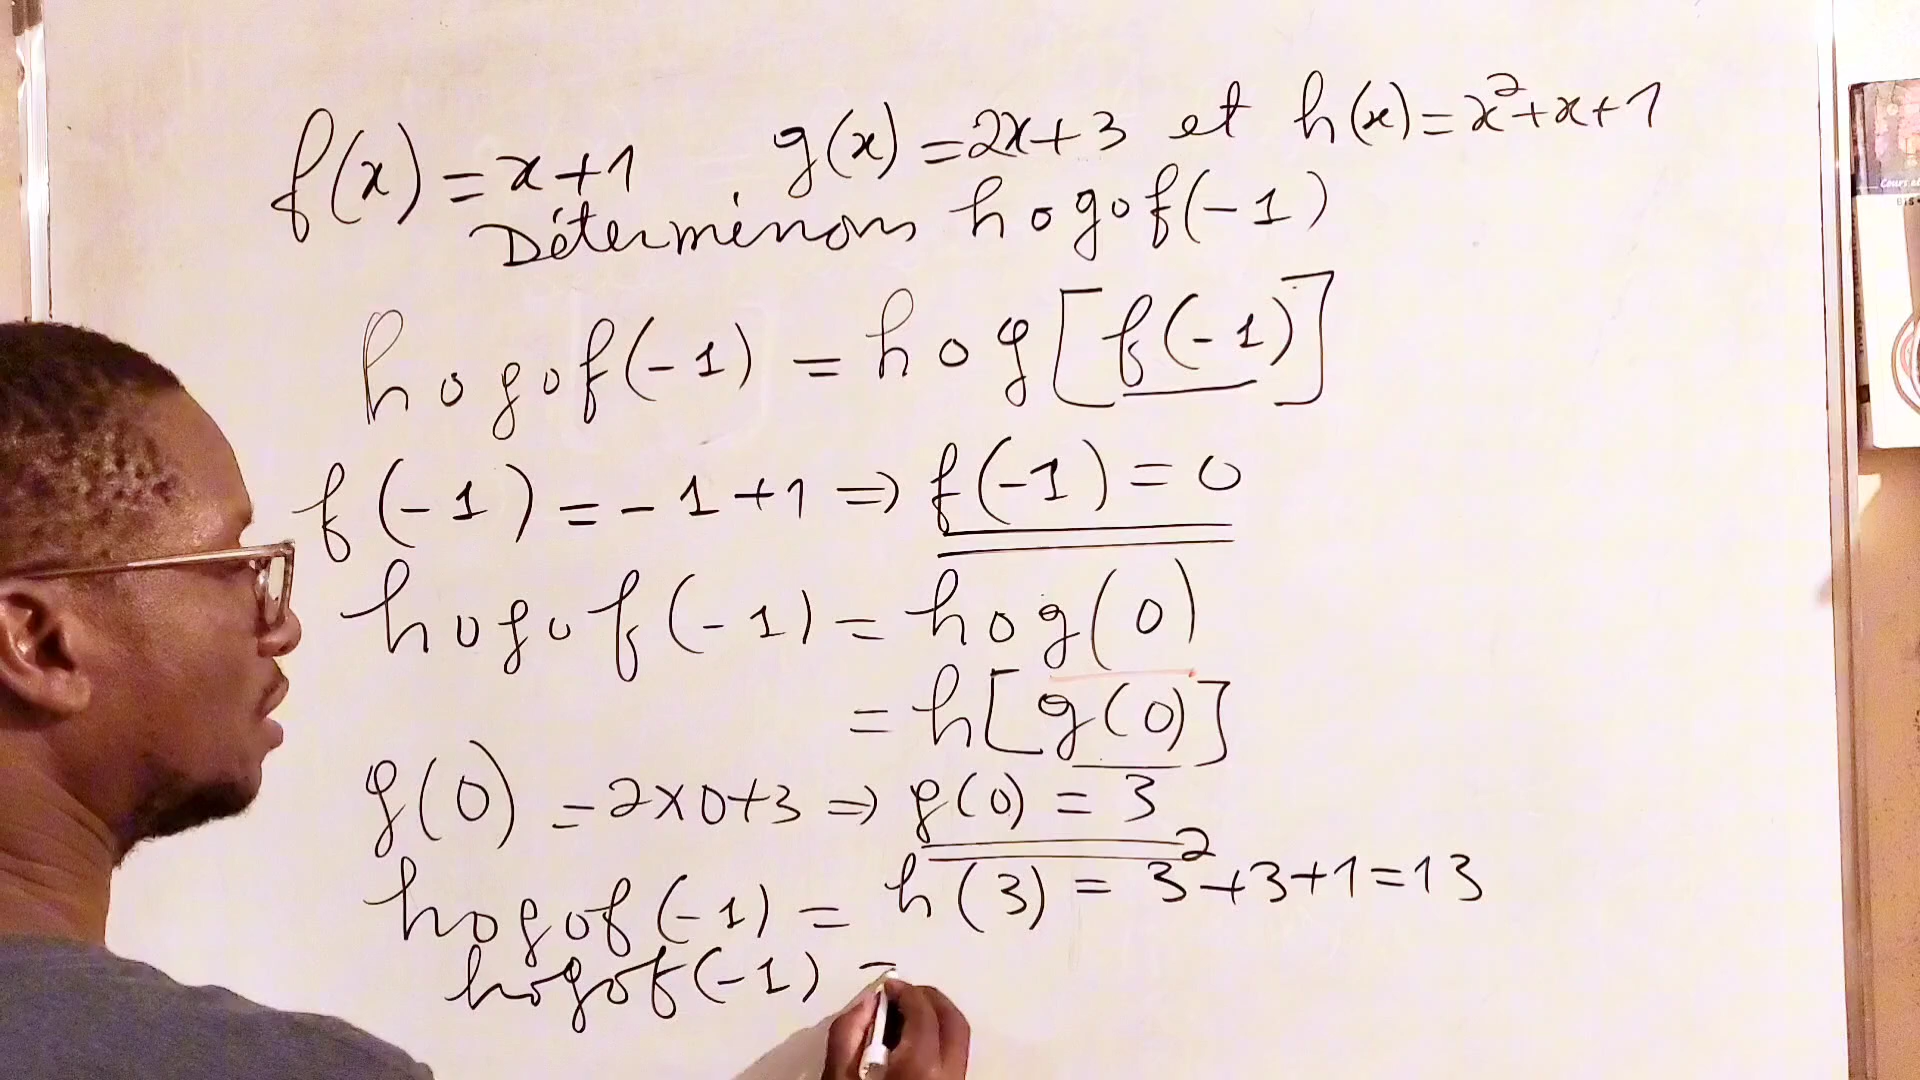 f(x) = x+1, g(x) = 2x+3 et h(x) = x²+x+1
Déterminons hogof(-1)
hogof(-1) = hog[f(-1)]
f(-1) = -1+1 ⇒ f(-1) = 0
hogof(-1) = hog(0)
= h[g(0)]
g(0) = 2×0+3 ⇒ g(0) = 3
hogof(-1) = h(3) = 3²+3+1=13
hogof(-1) =
Cours et